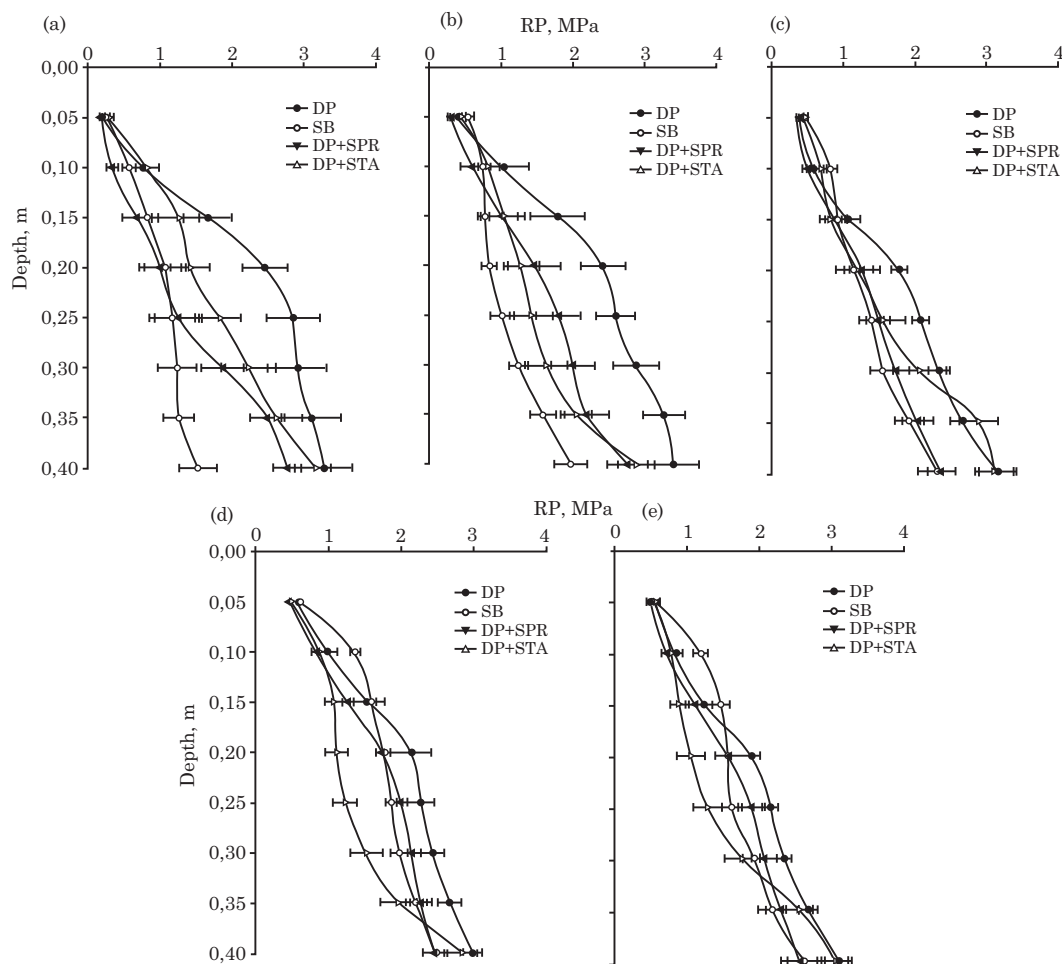 (a)
(b)
RP, MPa
(c)
0 1 2 3 4
0 1 2 3 4
0 1 2 3 4
0,00
0,05
0,10
0,15
0,20
0,25
0,30
0,35
0,40
Depth, m
DP
SB
DP+SPR
DP+STA
DP
SB
DP+SPR
DP+STA
DP
SB
DP+SPR
DP+STA
(d)
RP, MPa
(e)
0 1 2 3 4
0 1 2 3 4
0,00
0,05
0,10
0,15
0,20
0,25
0,30
0,35
0,40
Depth, m
DP
SB
DP+SPR
DP+STA
DP
SB
DP+SPR
DP+STA